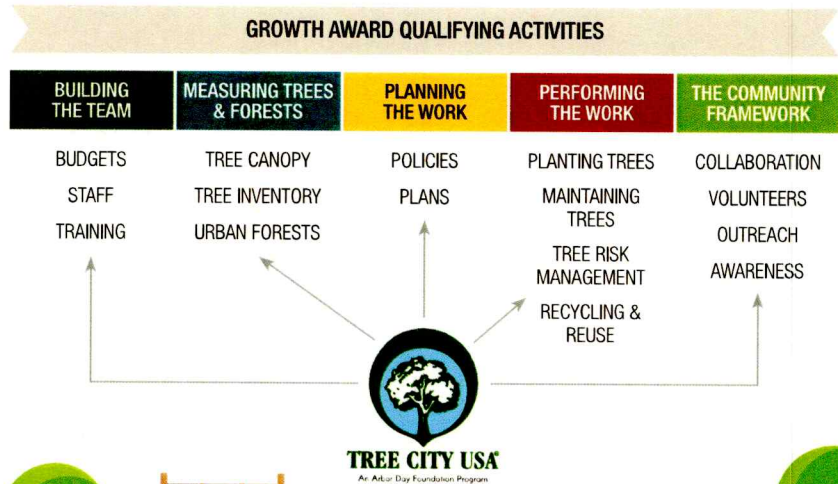 GROWTH AWARD QUALIFYING ACTIVITIES
BUILDING
THE TEAM
BUDGETS
STAFF
TRAINING
MEASURING TREES
& FORESTS
TREE CANOPY
TREE INVENTORY
URBAN FORESTS
PLANNING
THE WORK
POLICIES
PLANS
PERFORMING
THE WORK
PLANTING TREES
MAINTAINING
TREES
TREE RISK
MANAGEMENT
RECYCLING &
REUSE
THE COMMUNITY
FRAMEWORK
COLLABORATION
VOLUNTEERS
OUTREACH
AWARENESS
TREE CITY USA®
An Arbor Day Foundation Program